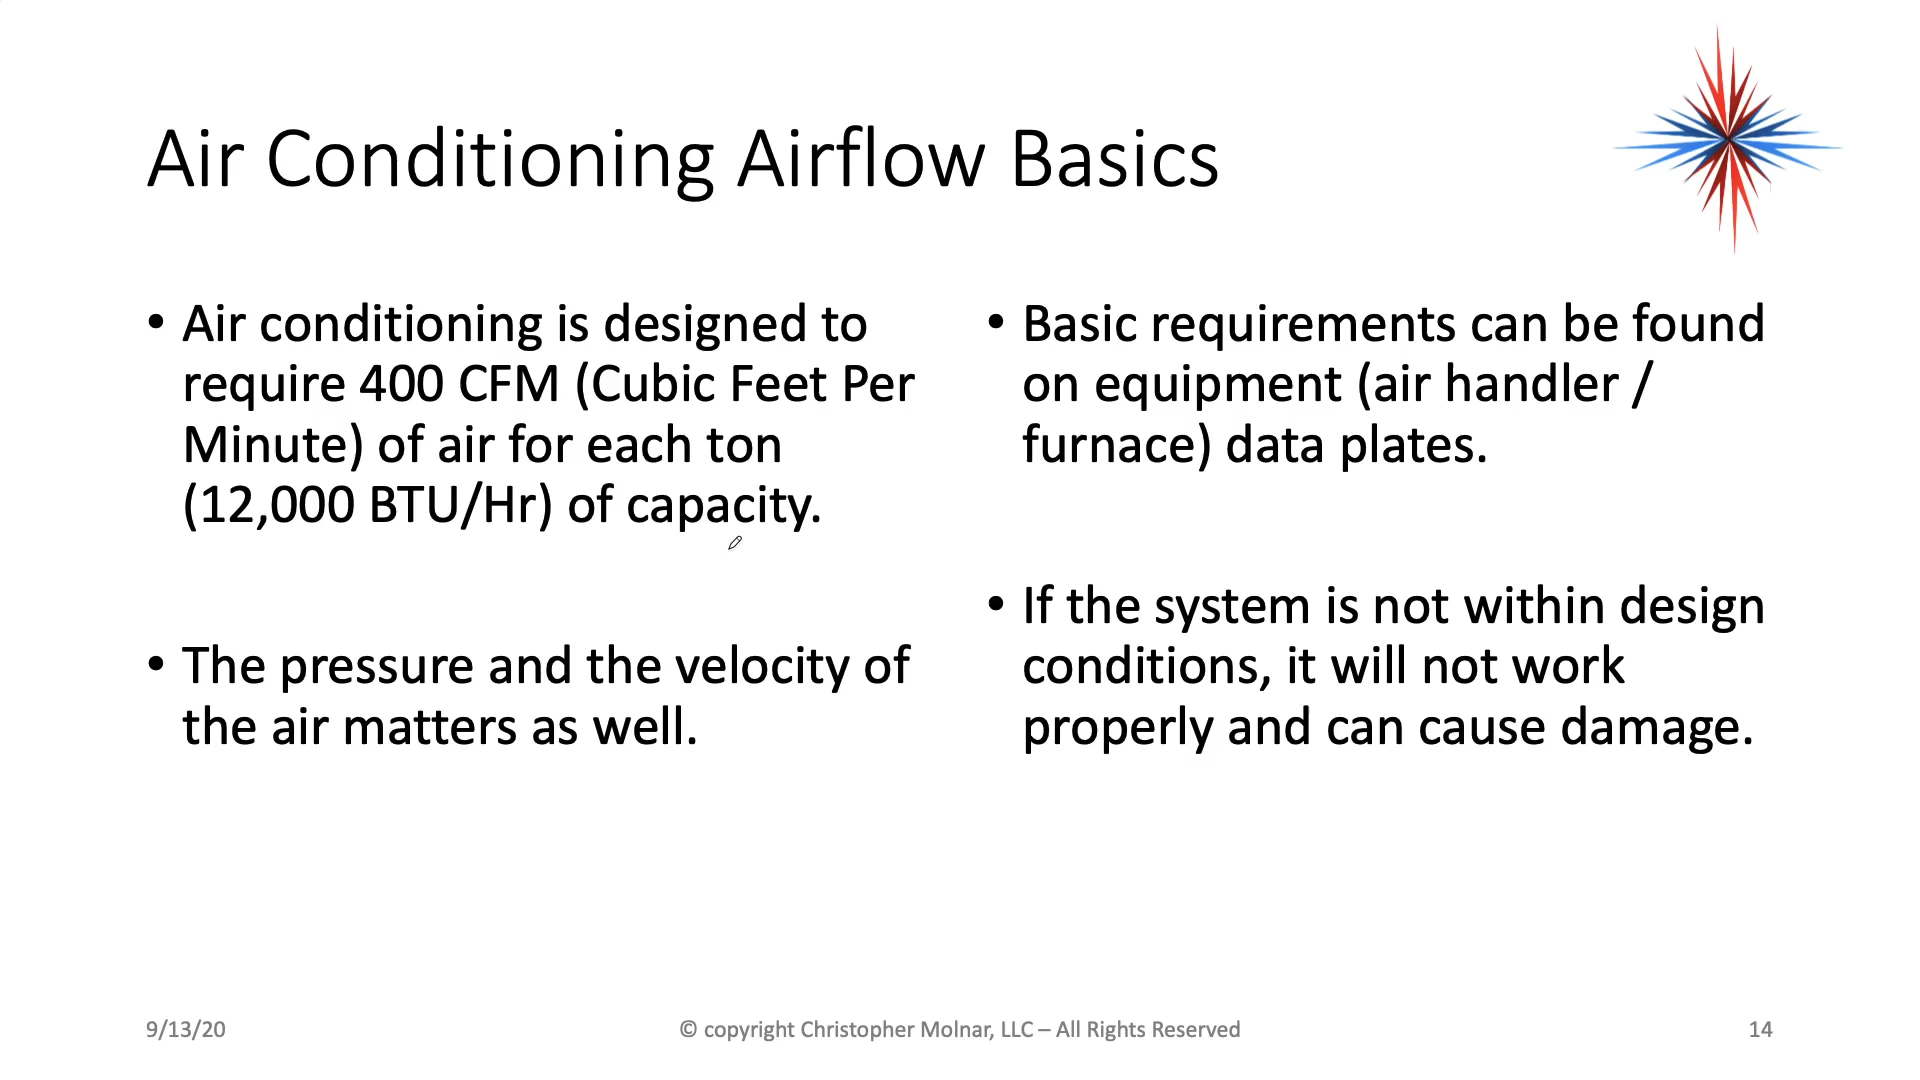 Air Conditioning Airflow Basics
• Air conditioning is designed to
require 400 CFM (Cubic Feet Per
Minute) of air for each ton
(12,000 BTU/Hr) of capacity.
• The pressure and the velocity of
the air matters as well.
• Basic requirements can be found
on equipment (air handler /
furnace) data plates.
• If the system is not within design
conditions, it will not work
properly and can cause damage.
9/13/20
© copyright Christopher Molnar, LLC – All Rights Reserved
14